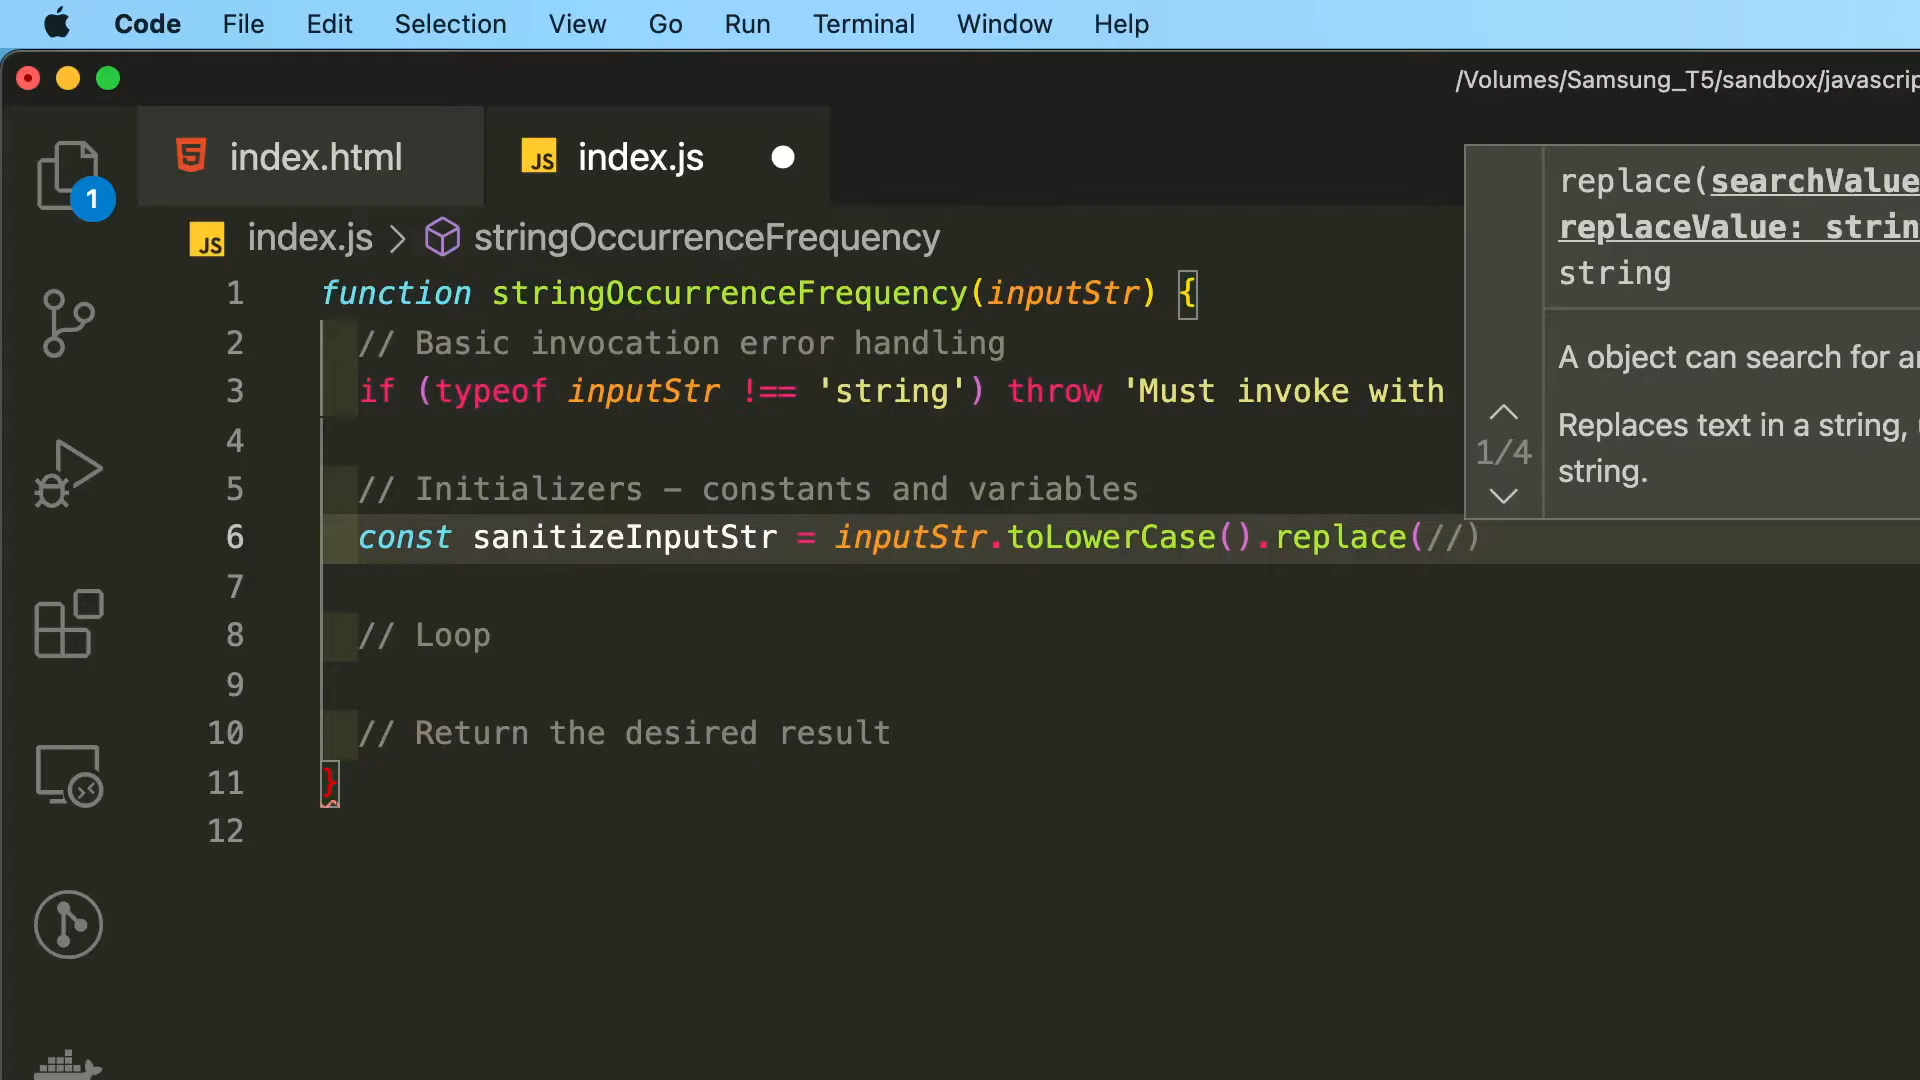 Code File Edit Selection View Go Run Terminal Window Help
/Volumes/Samsung_T5/sandbox/javascrip
index.html
JS index.js
1
JS index.js > stringOccurrenceFrequency
1 function stringOccurrenceFrequency(inputStr) {
2 // Basic invocation error handling
3 if (typeof inputStr !== 'string') throw 'Must invoke with
4
5 // Initializers – constants and variables
6 const sanitizeInputStr = inputStr.toLowerCase().replace(//)
7
8 // Loop
9
10 // Return the desired result
11 }
12
replace(searchValue
replaceValue: strin
string
A object can search for a
Replaces text in a string,
string.
1/4